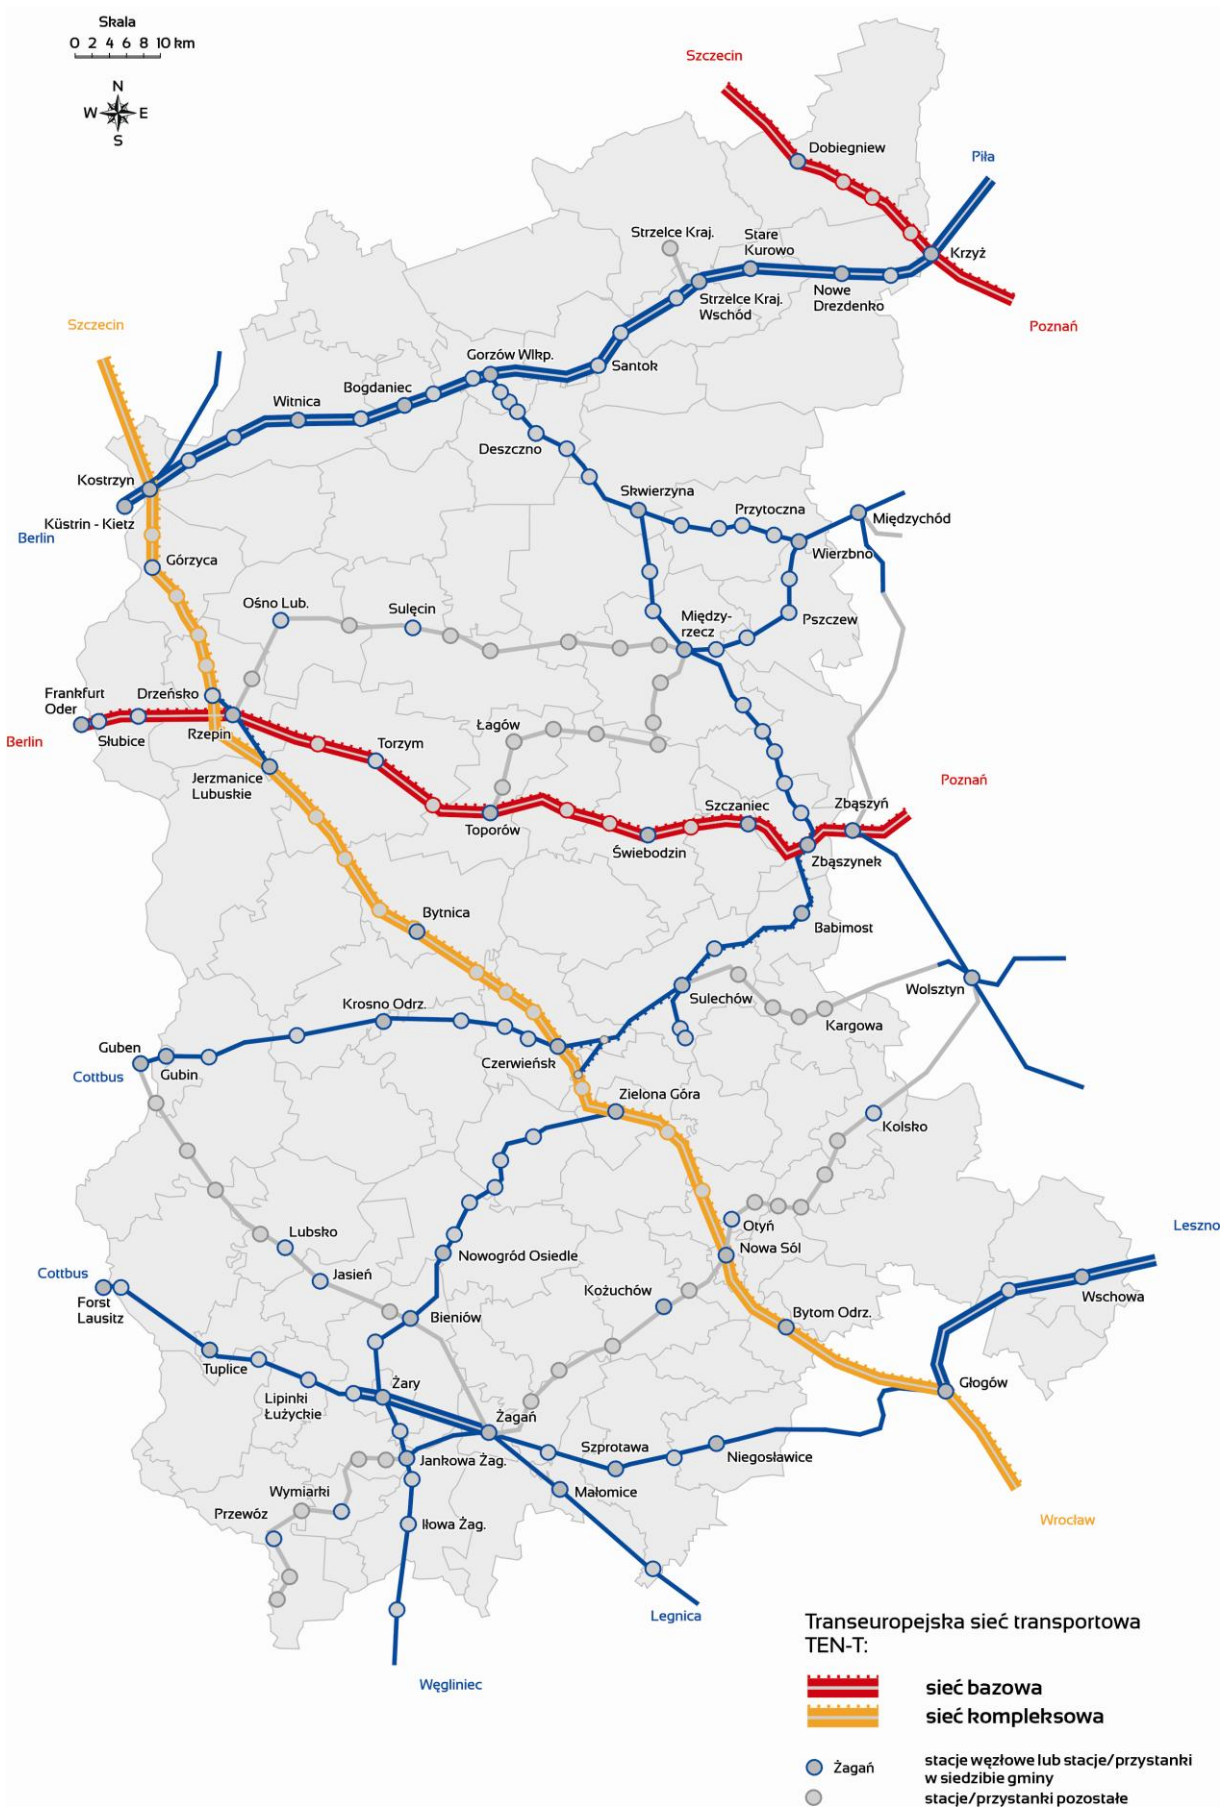 Skala
0 2 4 6 8 10 km
N
W E
S
Szczecin
Dobiegniew
Piła
Strzelce Kraj.
Stare
Kurowo
Krzyż
Strzelce Kraj.
Wschód
Nowe
Drezdenko
Szczecin
Poznań
Gorzów Wlkp.
Santok
Bogdaniec
Witnica
Deszczno
Kostrzyn
Skwierzyna
Przytoczna
Międzychód
Küstrin - Kietz
Berlin
Wierzbno
Górzyca
Ośno Lub.
Sulęcin
Między-
rzecz
Pszczew
Frankfurt
Oder
Drzeńsko
Łagów
Słubice
Rzepin
Torzym
Berlin
Jerzmanice
Lubuskie
Poznań
Szczaniec
Zbąszyń
Toporów
Świebodzin
Zbąszynek
Bytnica
Babimost
Wolsztyn
Sulechów
Krosno Odrz.
Kargowa
Guben
Gubin
Czerwieńsk
Cottbus
Zielona Góra
Kolsko
Otyń
Leszno
Lubsko
Nowogród Osiedle
Nowa Sól
Cottbus
Jasień
Kożuchów
Wschowa
Forst
Lausitz
Bieniów
Bytom Odrz.
Tuplice
Żary
Głogów
Lipinki
Łużyckie
Żagań
Szprotawa
Niegosławice
Jankowa Żag.
Wymiarki
Małomice
Przewóz
Iłowa Żag.
Wrocław
Legnica
Węgliniec
Transeuropejska sieć transportowa
TEN-T:
sieć bazowa
sieć kompleksowa
Żagań
stacje węzłowe lub stacje/przystanki
w siedzibie gminy
stacje/przystanki pozostałe